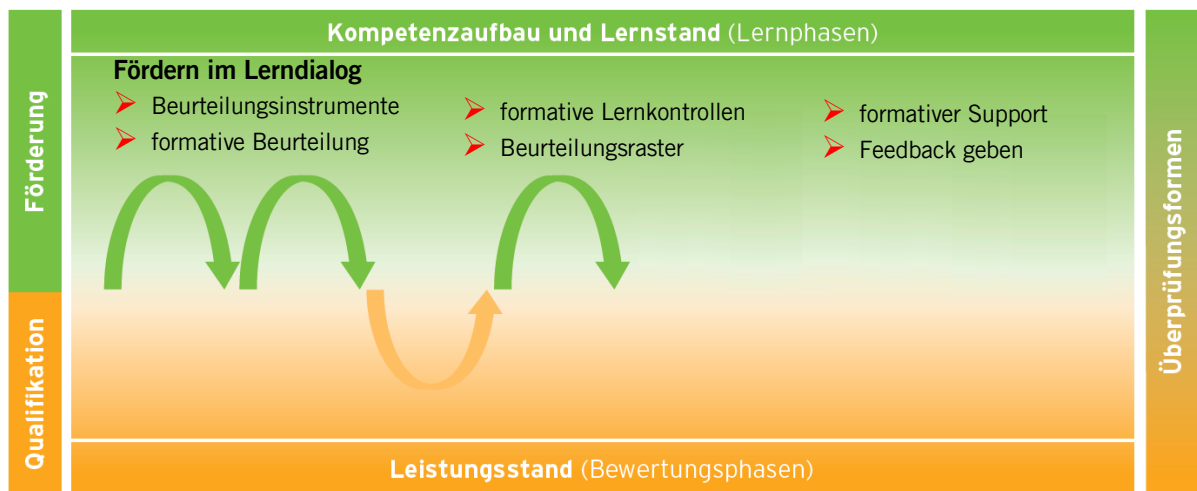 Kompetenzaufbau und Lernstand (Lernphasen)
Förderung
Fördern im Lerndialog
Beurteilungsinstrumente
formative Beurteilung
formative Lernkontrollen
Beurteilungsraster
formativer Support
Feedback geben
Überprüfungsformen
Qualifikation
Leistungsstand (Bewertungsphasen)